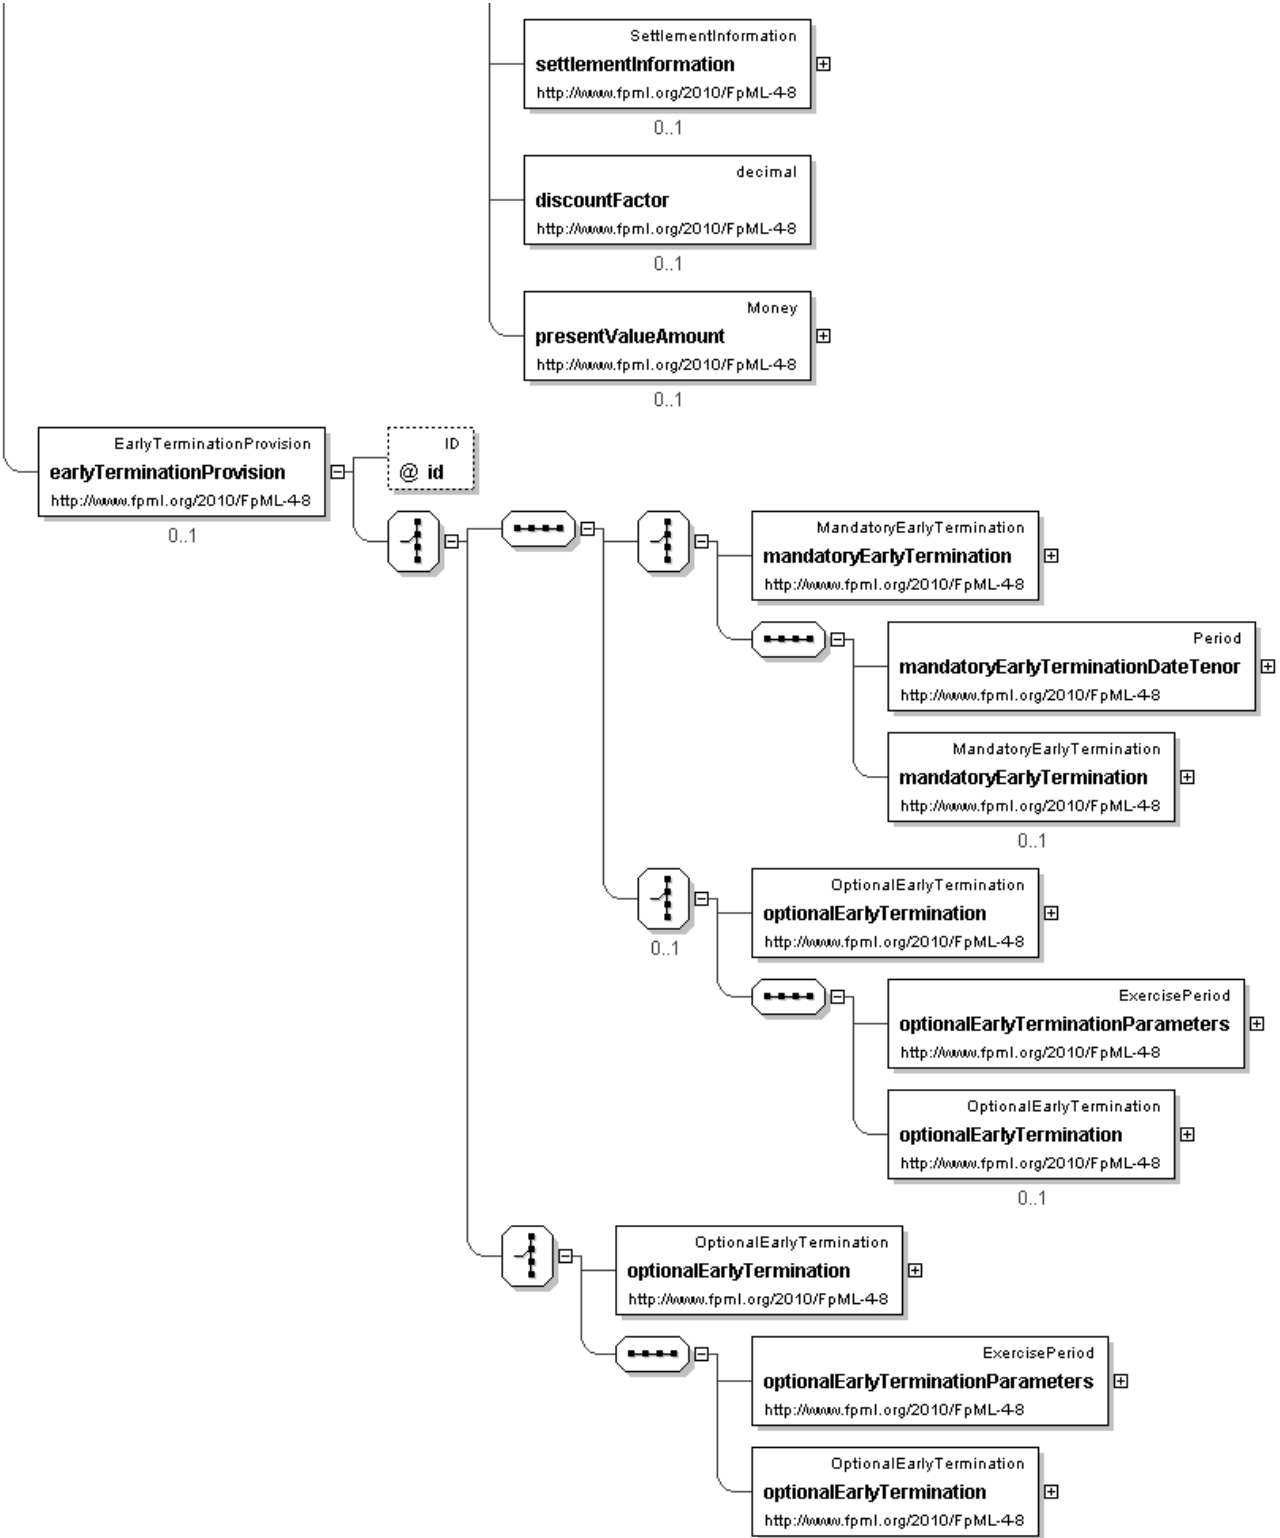 SettlementInformation
settlementInformation
http://www.fpml.org/2010/FpML-4-8
0..1
decimal
discountFactor
http://www.fpml.org/2010/FpML-4-8
0..1
Money
presentValueAmount
http://www.fpml.org/2010/FpML-4-8
0..1
EarlyTerminationProvision
earlyTerminationProvision
http://www.fpml.org/2010/FpML-4-8
0..1
ID
@ id
MandatoryEarlyTermination
mandatoryEarlyTermination
http://www.fpml.org/2010/FpML-4-8
Period
mandatoryEarlyTerminationDateTenor
http://www.fpml.org/2010/FpML-4-8
MandatoryEarlyTermination
mandatoryEarlyTermination
http://www.fpml.org/2010/FpML-4-8
0..1
0..1
OptionalEarlyTermination
optionalEarlyTermination
http://www.fpml.org/2010/FpML-4-8
ExercisePeriod
optionalEarlyTerminationParameters
http://www.fpml.org/2010/FpML-4-8
OptionalEarlyTermination
optionalEarlyTermination
http://www.fpml.org/2010/FpML-4-8
0..1
OptionalEarlyTermination
optionalEarlyTermination
http://www.fpml.org/2010/FpML-4-8
ExercisePeriod
optionalEarlyTerminationParameters
http://www.fpml.org/2010/FpML-4-8
OptionalEarlyTermination
optionalEarlyTermination
http://www.fpml.org/2010/FpML-4-8